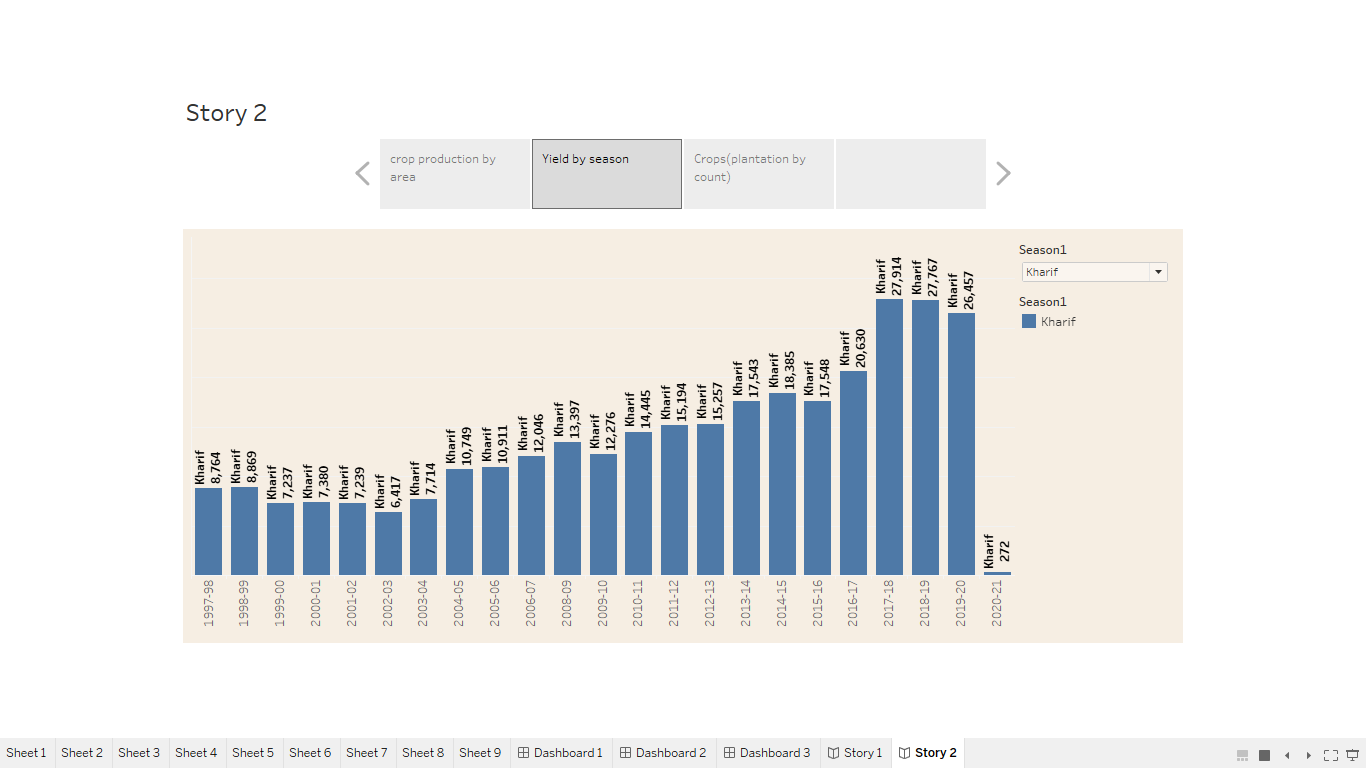 Story 2
crop production by
area
Yield by season
Crops(plantation by
count)
Season1
Kharif
Season1
Kharif
Kharif
8,764
Kharif
8,869
Kharif
7,237
Kharif
7,380
Kharif
7,239
Kharif
6,417
Kharif
7,714
Kharif
10,749
Kharif
10,911
Kharif
12,046
Kharif
13,397
Kharif
12,276
Kharif
14,445
Kharif
15,194
Kharif
15,257
Kharif
17,543
Kharif
18,385
Kharif
17,548
Kharif
20,630
Kharif
27,914
Kharif
27,767
Kharif
26,457
Kharif
272
1997-98
1998-99
1999-00
2000-01
2001-02
2002-03
2003-04
2004-05
2005-06
2006-07
2008-09
2009-10
2010-11
2011-12
2012-13
2013-14
2014-15
2015-16
2016-17
2017-18
2018-19
2019-20
2020-21
Sheet 1 Sheet 2 Sheet 3 Sheet 4 Sheet 5 Sheet 6 Sheet 7 Sheet 8 Sheet 9 Dashboard 1 Dashboard 2 Dashboard 3 Story 1 Story 2